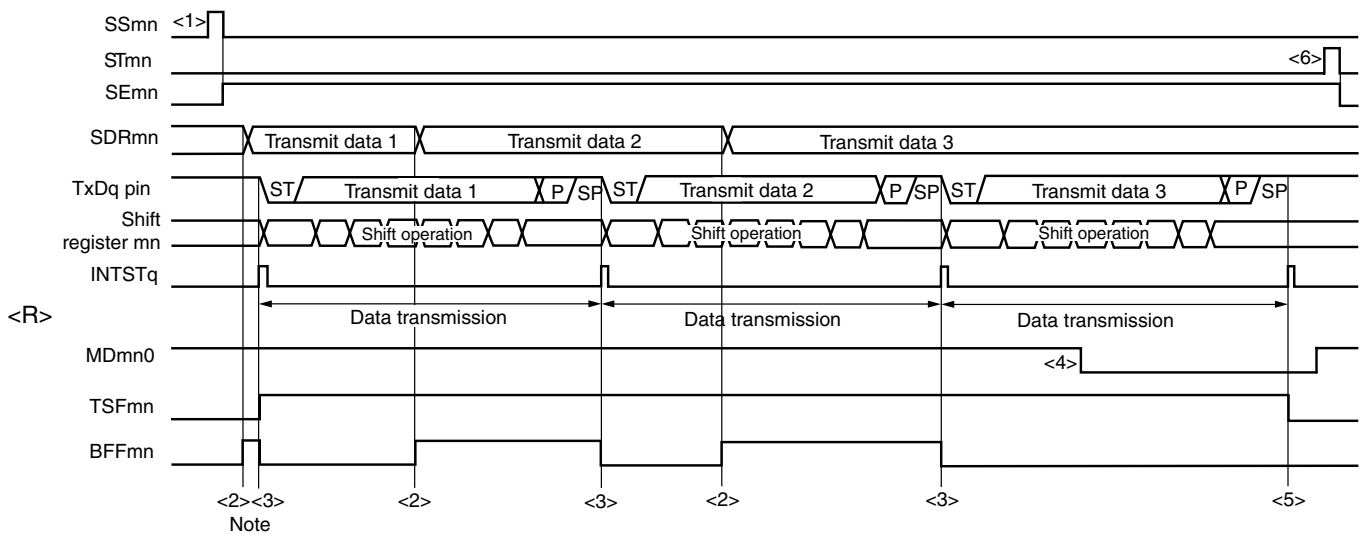 SSmn <1>
STmn <6>
SEmn
SDRmn Transmit data 1 Transmit data 2 Transmit data 3
TxDq pin ST Transmit data 1 P SP ST Transmit data 2 P SP ST Transmit data 3 P SP
Shift
register mn Shift operation Shift operation Shift operation
INTSTq
<R> Data transmission Data transmission Data transmission
MDmn0 <4>
TSFmn
BFFmn
<2><3> <2> <3> <2> <3> <5>
Note